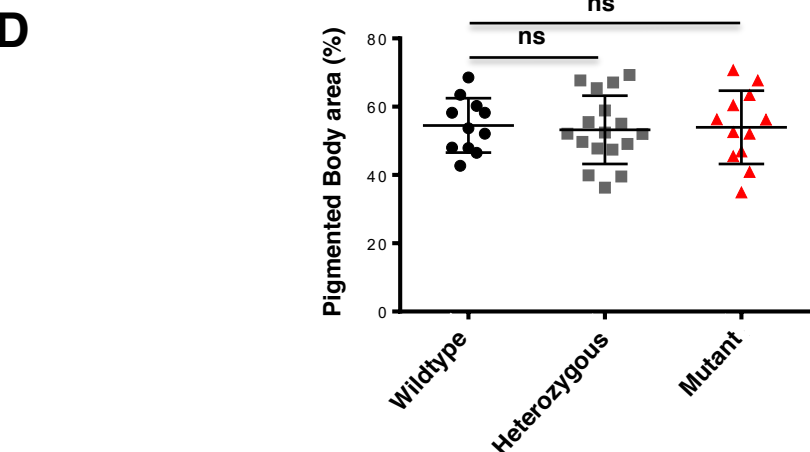 D
ns
ns
Pigmented Body area (%)
80
60
40
20
0
Wildtype
Heterozygous
Mutant